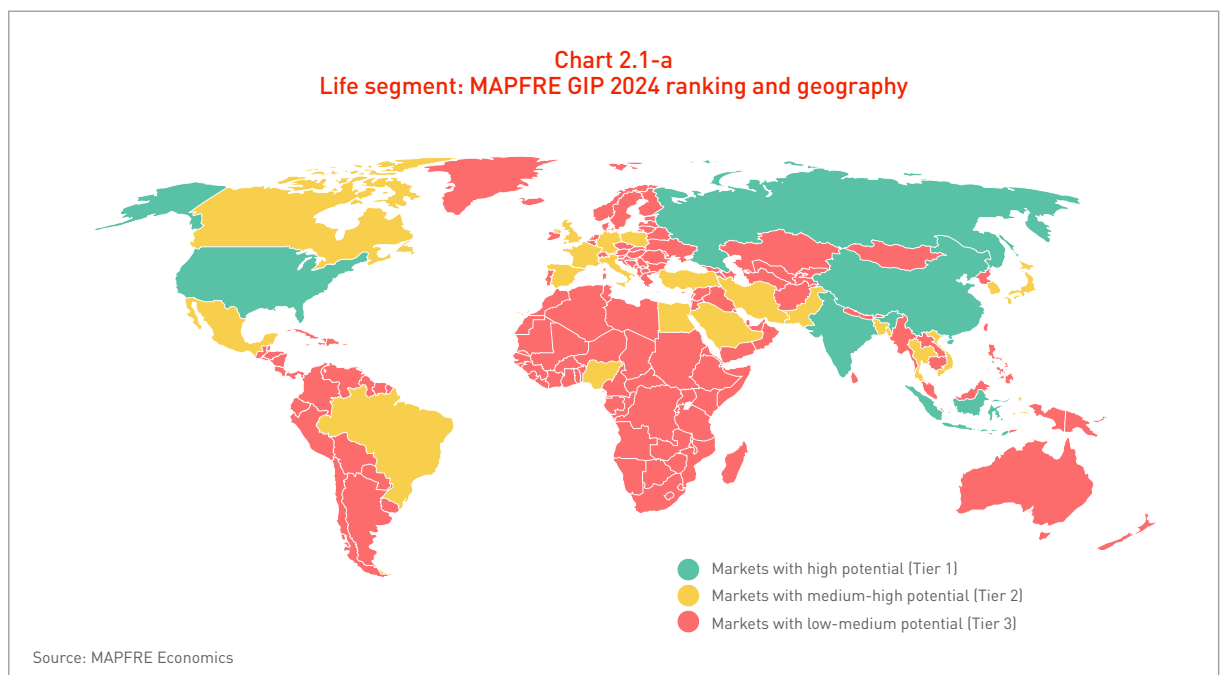 Chart 2.1-a
Life segment: MAPFRE GIP 2024 ranking and geography
Markets with high potential (Tier 1)
Markets with medium-high potential (Tier 2)
Markets with low-medium potential (Tier 3)
Source: MAPFRE Economics